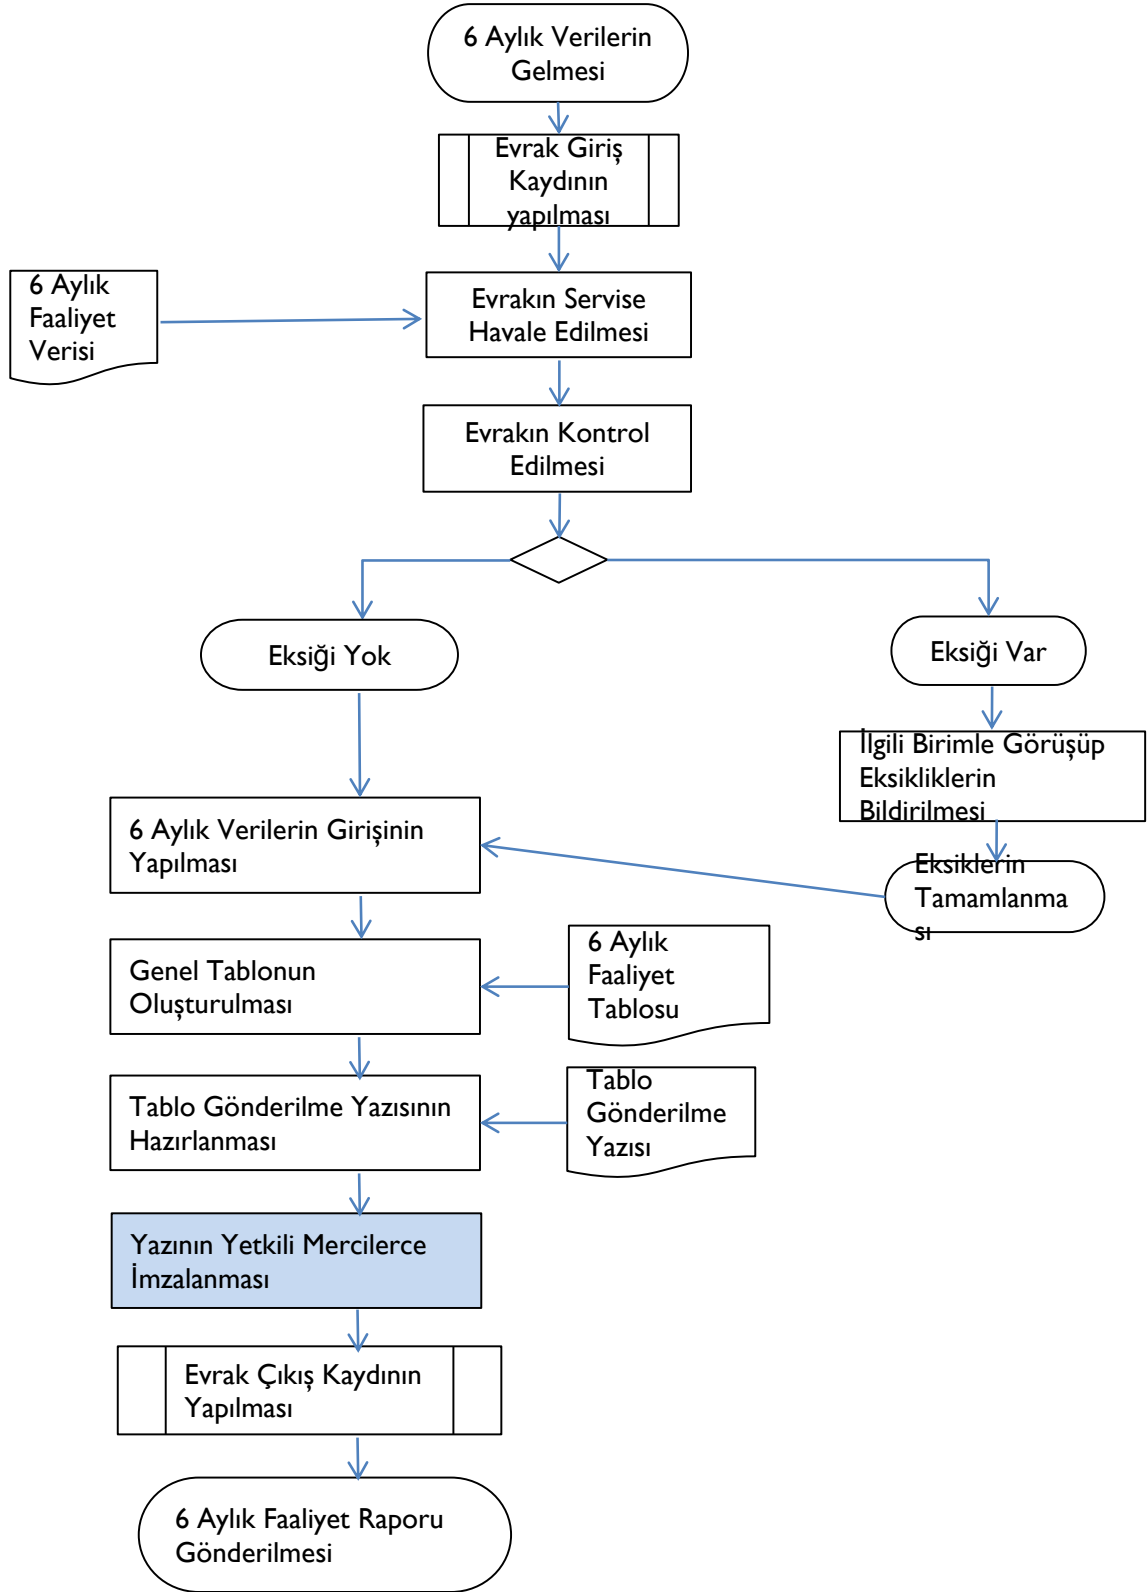 6 Aylık Verilerin
Gelmesi
Evrak Giriş
Kaydının
yapılması
6 Aylık
Faaliyet
Verisi
Evrakın Servise
Havale Edilmesi
Evrakın Kontrol
Edilmesi
Eksiği Yok
Eksiği Var
İlgili Birimle Görüşüp
Eksikliklerin
Bildirilmesi
Eksiklerin
Tamamlanma
sı
6 Aylık Verilerin Girişinin
Yapılması
Genel Tablonun
Oluşturulması
6 Aylık
Faaliyet
Tablosu
Tablo Gönderilme Yazısının
Hazırlanması
Tablo
Gönderilme
Yazısı
Yazının Yetkili Mercilerce
İmzalanması
Evrak Çıkış Kaydının
Yapılması
6 Aylık Faaliyet Raporu
Gönderilmesi